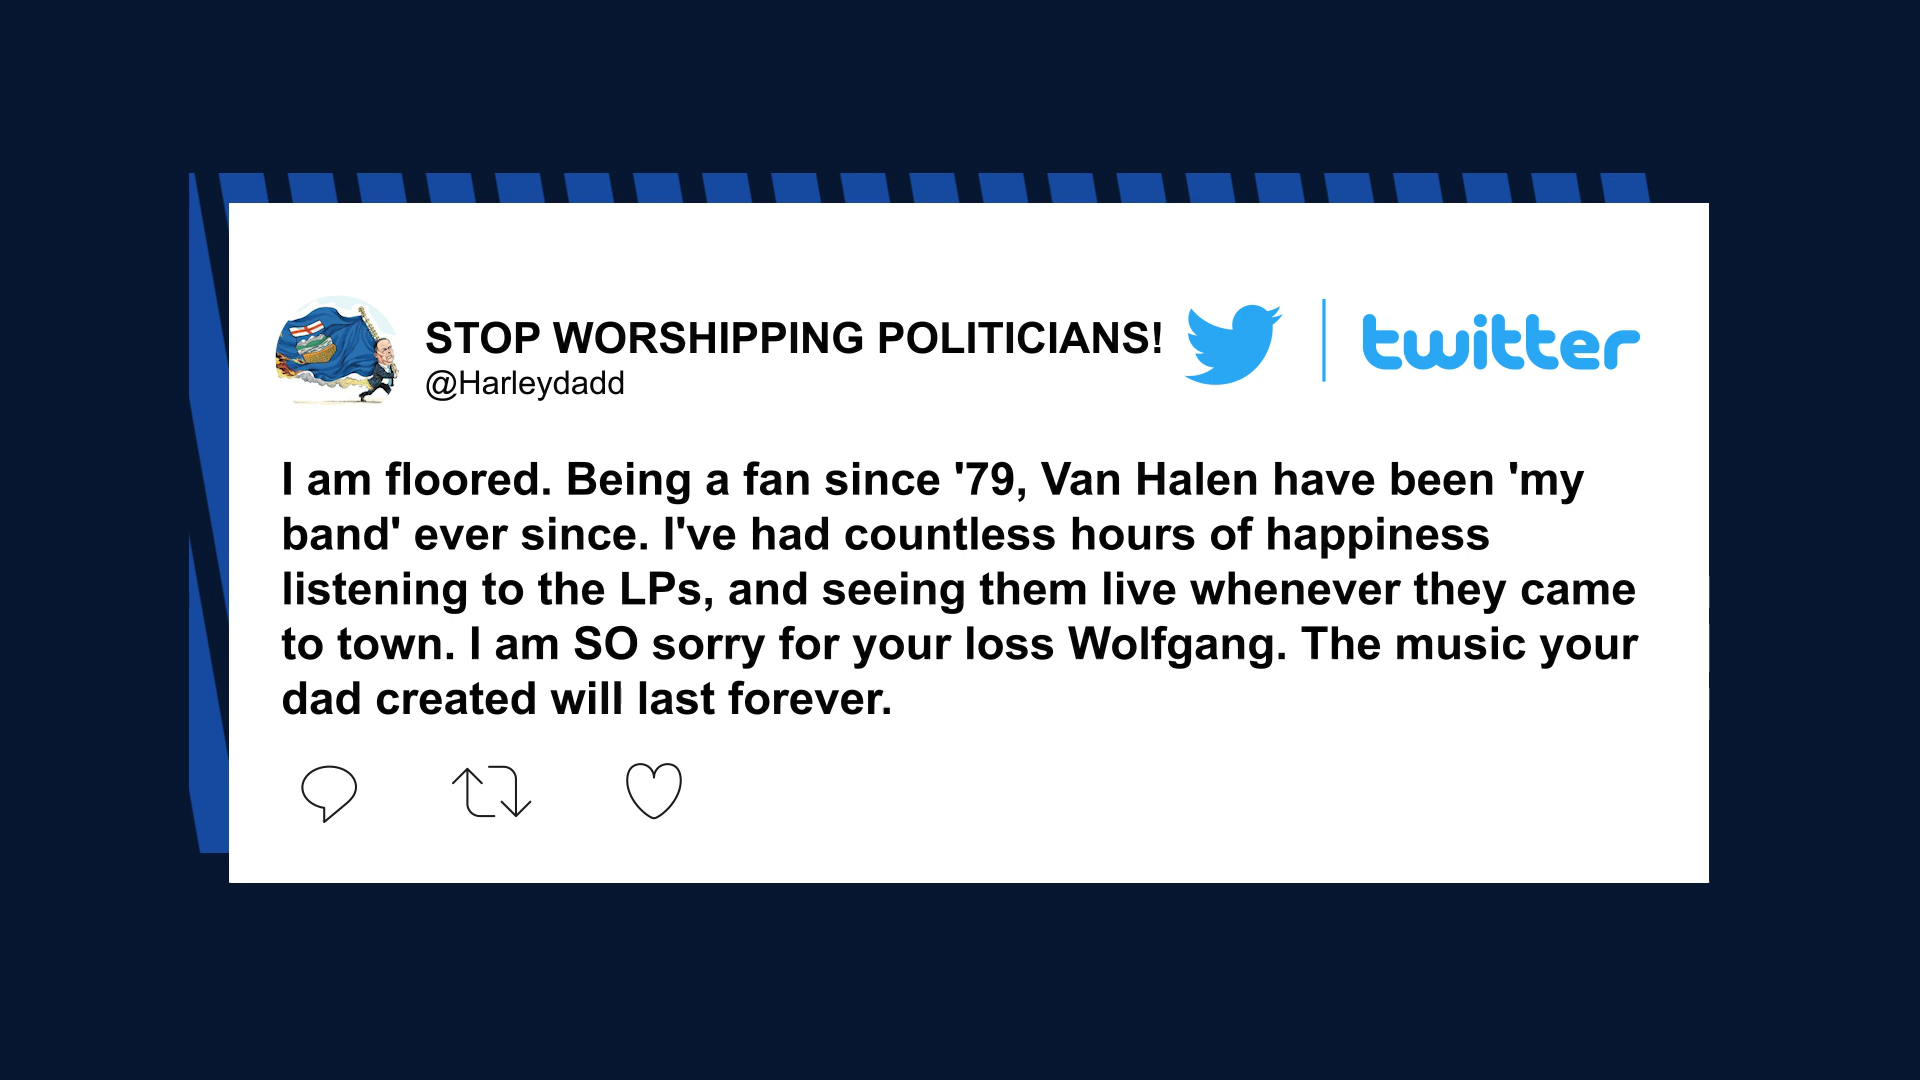 STOP WORSHIPPING POLITICIANS!
@Harleydadd
twitter
I am floored. Being a fan since '79, Van Halen have been 'my
band' ever since. I've had countless hours of happiness
listening to the LPs, and seeing them live whenever they came
to town. I am SO sorry for your loss Wolfgang. The music your
dad created will last forever.